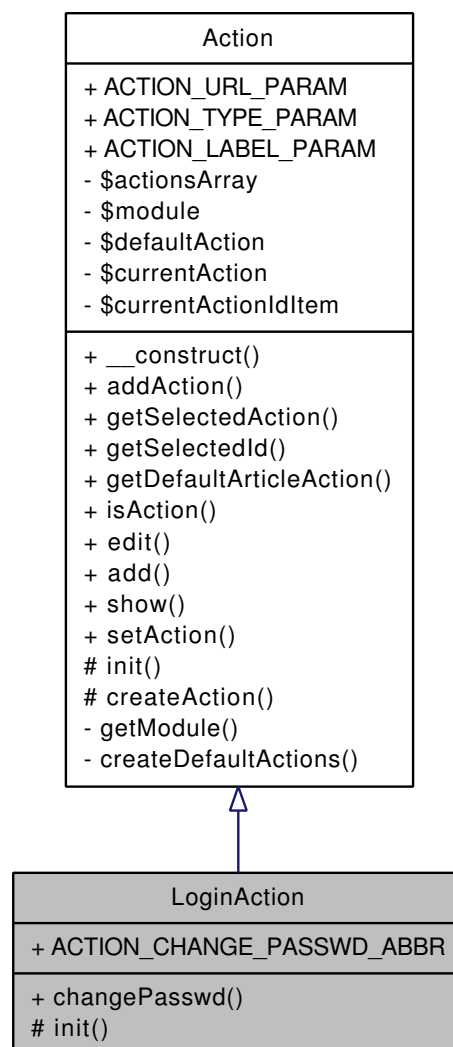 Action
+ ACTION_URL_PARAM
+ ACTION_TYPE_PARAM
+ ACTION_LABEL_PARAM
- $actionsArray
- $module
- $defaultAction
- $currentAction
- $currentActionIdItem
+ __construct()
+ addAction()
+ getSelectedAction()
+ getSelectedId()
+ getDefaultArticleAction()
+ isAction()
+ edit()
+ add()
+ show()
+ setAction()
# init()
# createAction()
- getModule()
- createDefaultActions()
LoginAction
+ ACTION_CHANGE_PASSWD_ABBR
+ changePasswd()
# init()